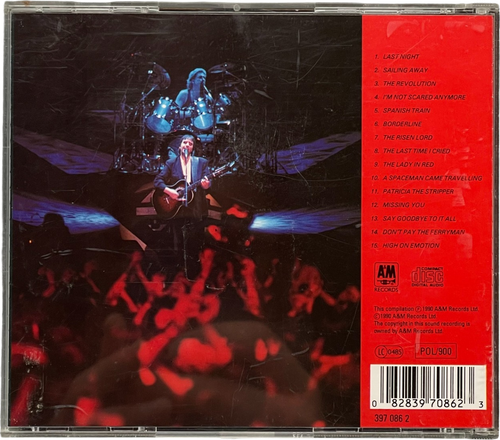 1. LAST NIGHT
2. SAILING AWAY
3. THE REVOLUTION
4. I'M NOT SCARED ANYMORE
5. SPANISH TRAIN
6. BORDERLINE
7. THE RISEN LORD
8. THE LAST TIME I CRIED
9. THE LADY IN RED
10. A SPACEMAN CAME TRAVELLING
11. PATRICIA THE STRIPPER
12. MISSING YOU
13. SAY GOODBYE TO IT ALL
14. DON'T PAY THE FERRYMAN
15. HIGH ON EMOTION
A&M RECORDS
COMPACT disc DIGITAL AUDIO
This compilation ℗ 1990 A&M Records Ltd.
© 1990 A&M Records Ltd.
The copyright in this sound recording is
owned by A&M Records Ltd.
LC 0485
POL 900
0 82839 70862 3
397 086 2